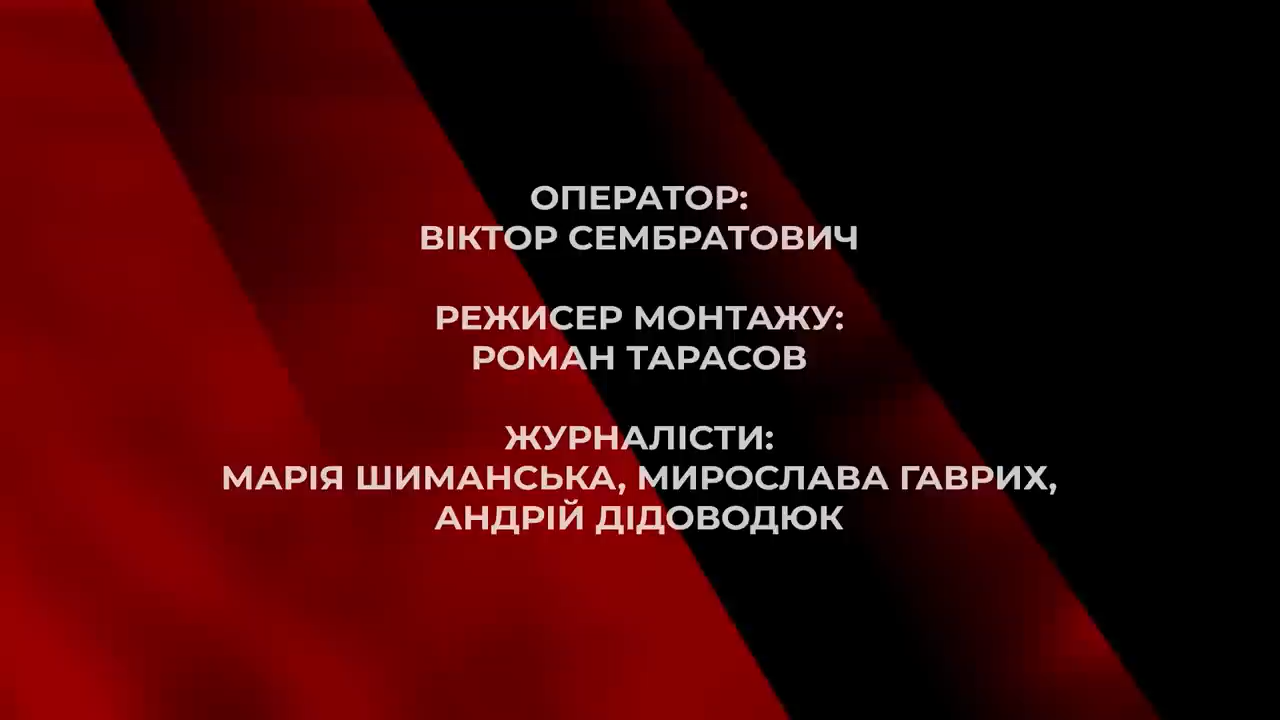 ОПЕРАТОР:
ВІКТОР СЕМБРАТОВИЧ
РЕЖИСЕР МОНТАЖУ:
РОМАН ТАРАСОВ
ЖУРНАЛІСТИ:
МАРІЯ ШИМАНСЬКА, МИРОСЛАВА ГАВРИХ,
АНДРІЙ ДІДОВОДЮК